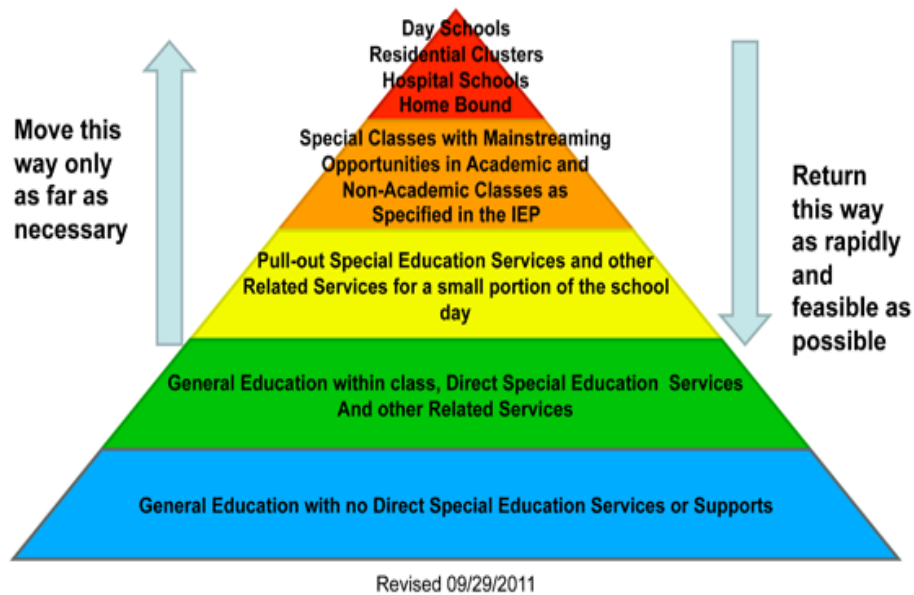 Day Schools
Residential Clusters
Hospital Schools
Home Bound
Move this
way only
as far as
necessary
Special Classes with Mainstreaming
Opportunities in Academic and
Non-Academic Classes as
Specified in the IEP
Return
this way
as rapidly
and
feasible as
possible
Pull-out Special Education Services and other
Related Services for a small portion of the school
day
General Education within class, Direct Special Education Services
And other Related Services
General Education with no Direct Special Education Services or Supports
Revised 09/29/2011